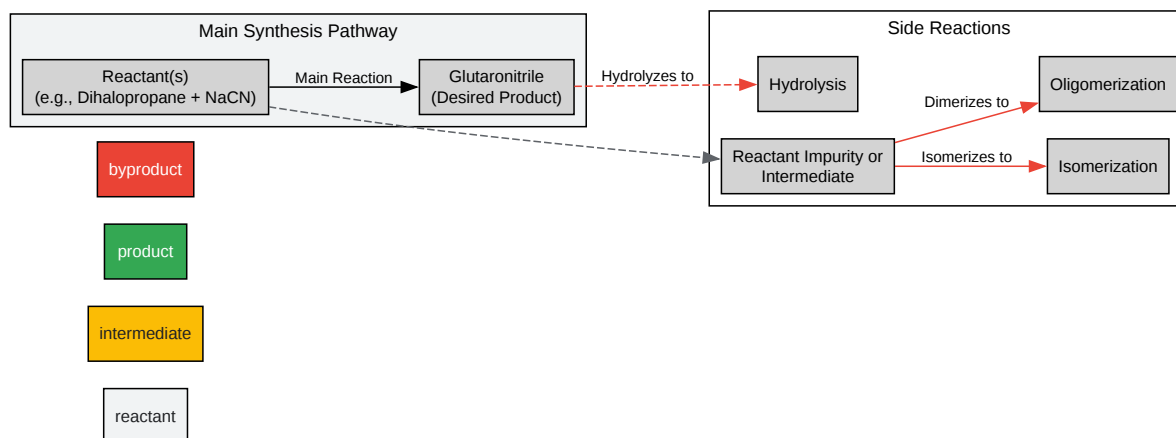 Main Synthesis Pathway
Reactant(s)
(e.g., Dihalopropane + NaCN)
Main Reaction
Glutaronitrile
(Desired Product)
Hydrolyzes to
Side Reactions
Hydrolysis
Dimerizes to
Oligomerization
Reactant Impurity or
Intermediate
Isomerizes to
Isomerization
byproduct
product
intermediate
reactant